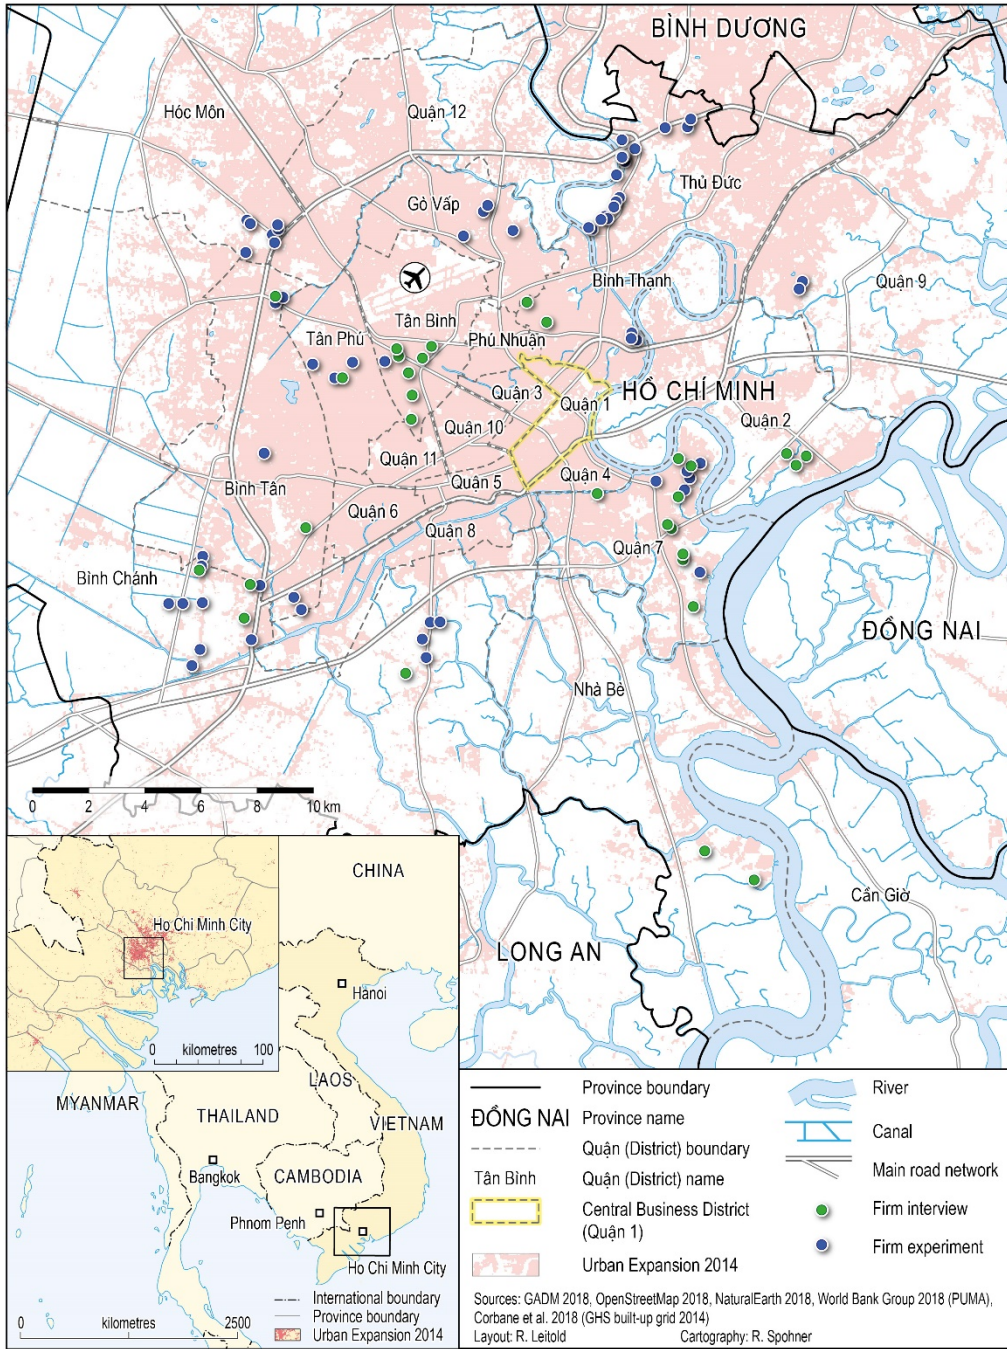 BÌNH DƯƠNG
Hóc Môn
Quận 12
Thủ Đức
Gò Vấp
Bình Thạnh
Quận 9
Tân Bình
Tân Phú
Phú Nhuận
HỒ CHÍ MINH
Quận 3
Quận 1
Quận 2
Quận 10
Quận 11
Quận 4
Quận 5
Bình Tân
Quận 6
Quận 8
Quận 7
Bình Chánh
ĐỒNG NAI
Nhà Bè
0 2 4 6 8 10 km
Cần Giờ
LONG AN
Ho Chi Minh City
0 kilometres 100
CHINA
Hanoi
LAOS
MYANMAR
THAILAND
VIETNAM
Bangkok
CAMBODIA
Phnom Penh
Ho Chi Minh City
International boundary
Province boundary
Urban Expansion 2014
0 kilometres 2500
Province boundary
ĐỒNG NAI Province name
Quận (District) boundary
Tân Bình Quận (District) name
Central Business District
(Quận 1)
Urban Expansion 2014
River
Canal
Main road network
Firm interview
Firm experiment
Sources: GADM 2018, OpenStreetMap 2018, NaturalEarth 2018, World Bank Group 2018 (PUMA),
Corbane et al. 2018 (GHS built-up grid 2014)
Layout: R. Leitold Cartography: R. Spohner